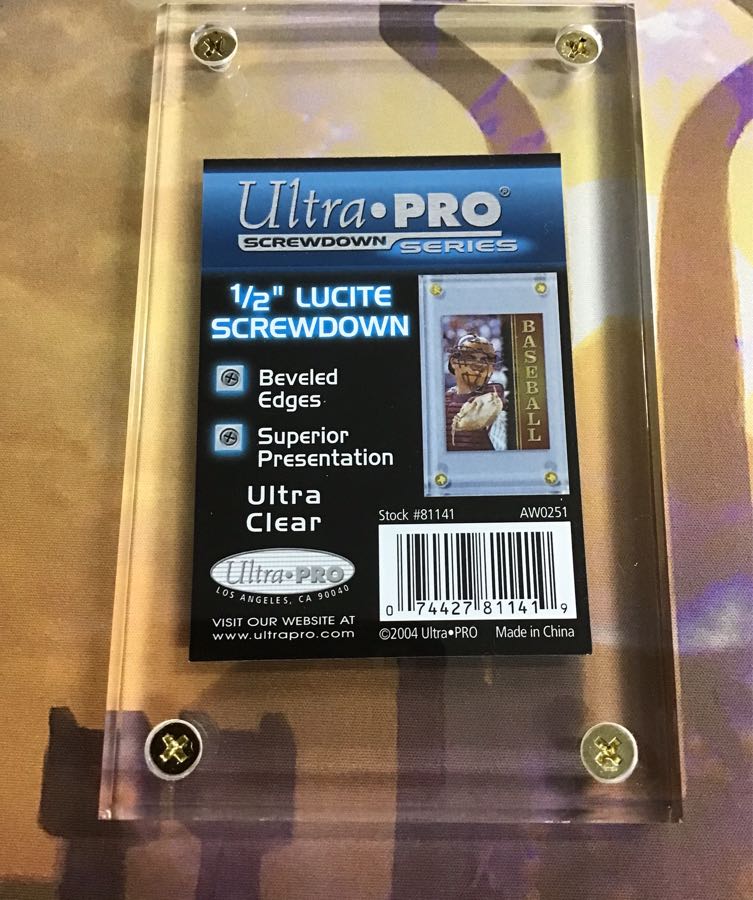 Ultra•PRO®
SCREWDOWN SERIES
1/2" LUCITE
SCREWDOWN
Beveled
Edges
Superior
Presentation
Ultra
Clear
BASEBALL
Stock #81141 AW0251
Ultra•PRO
LOS ANGELES, CA 90040
0 74427 81141 9
VISIT OUR WEBSITE AT
www.ultrapro.com
©2004 Ultra•PRO Made in China